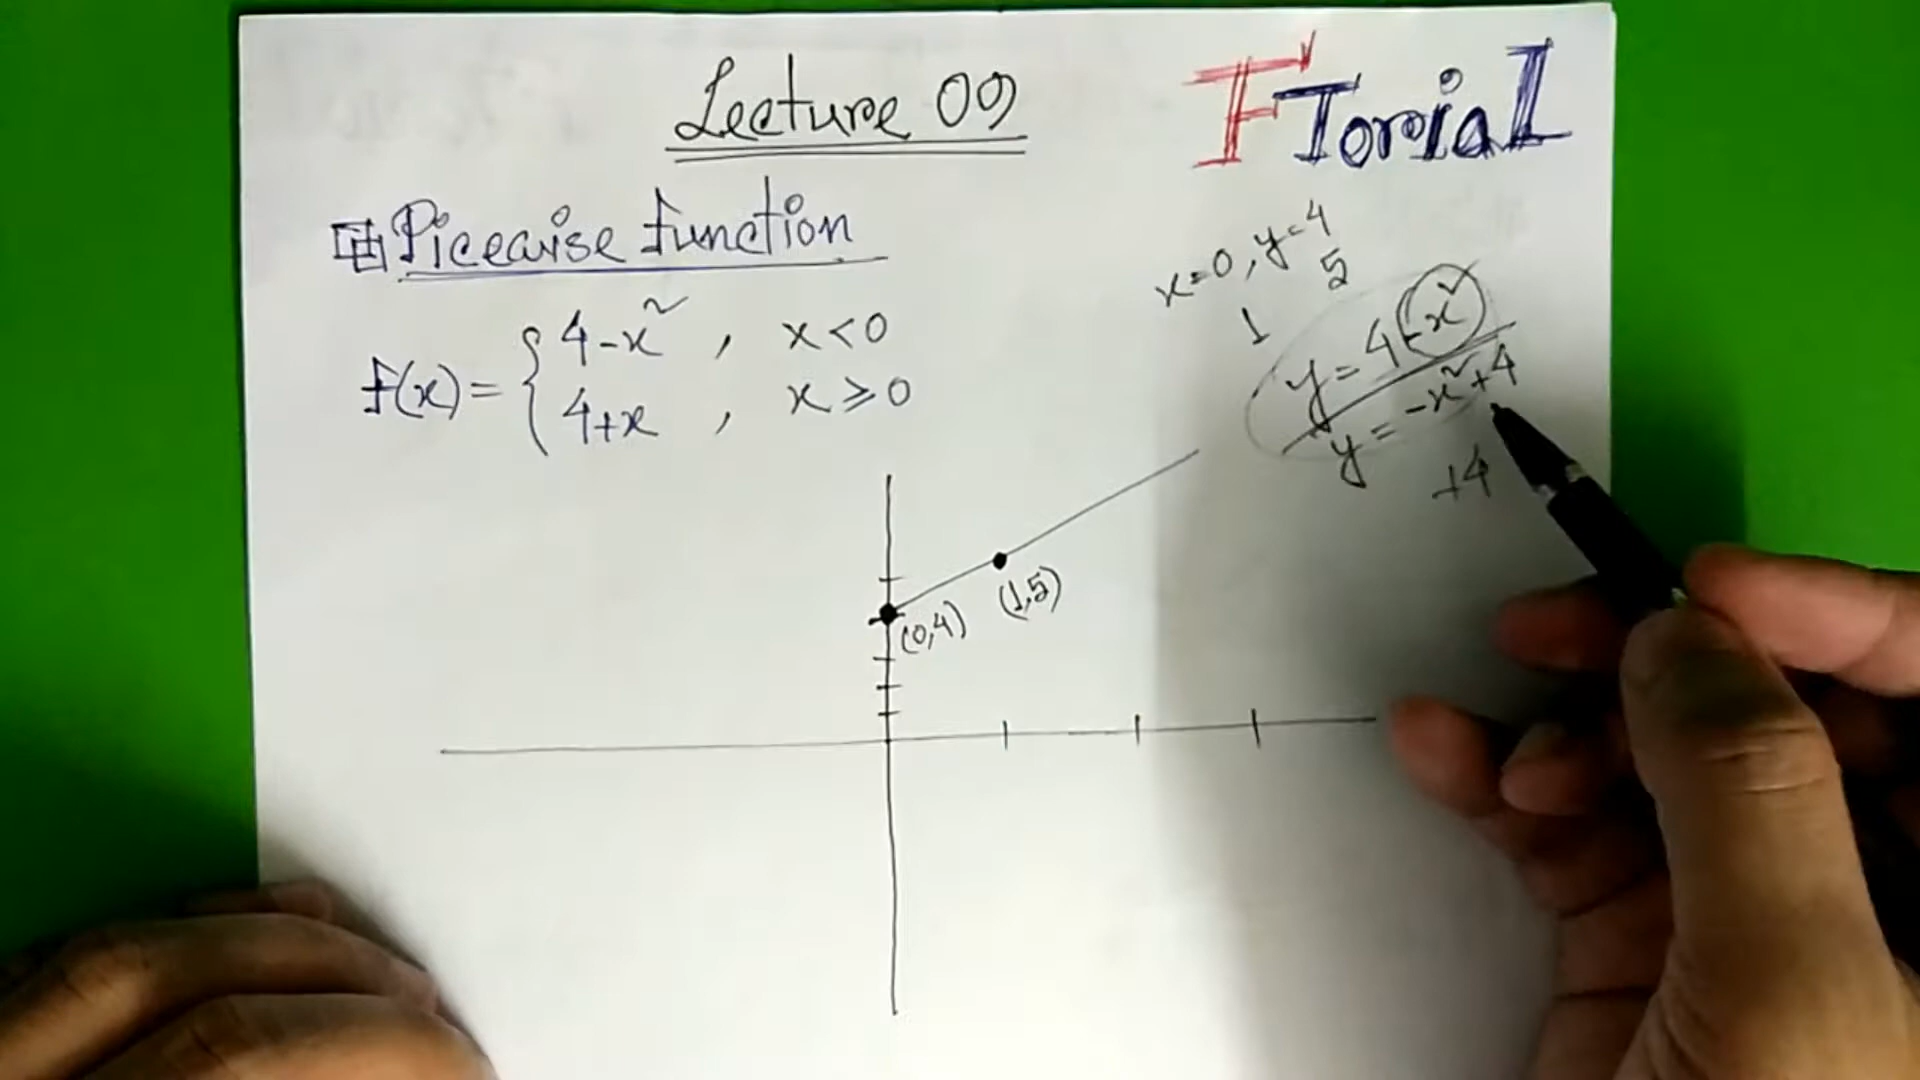 Lecture 09
FTorial
Picewise function
f(x) = { 4-x² , x<0
4+x , x ≥ 0
x=0, y=4
1 5
y = 4-x²
y = -x²+4
+4
(0,4)
(1,5)